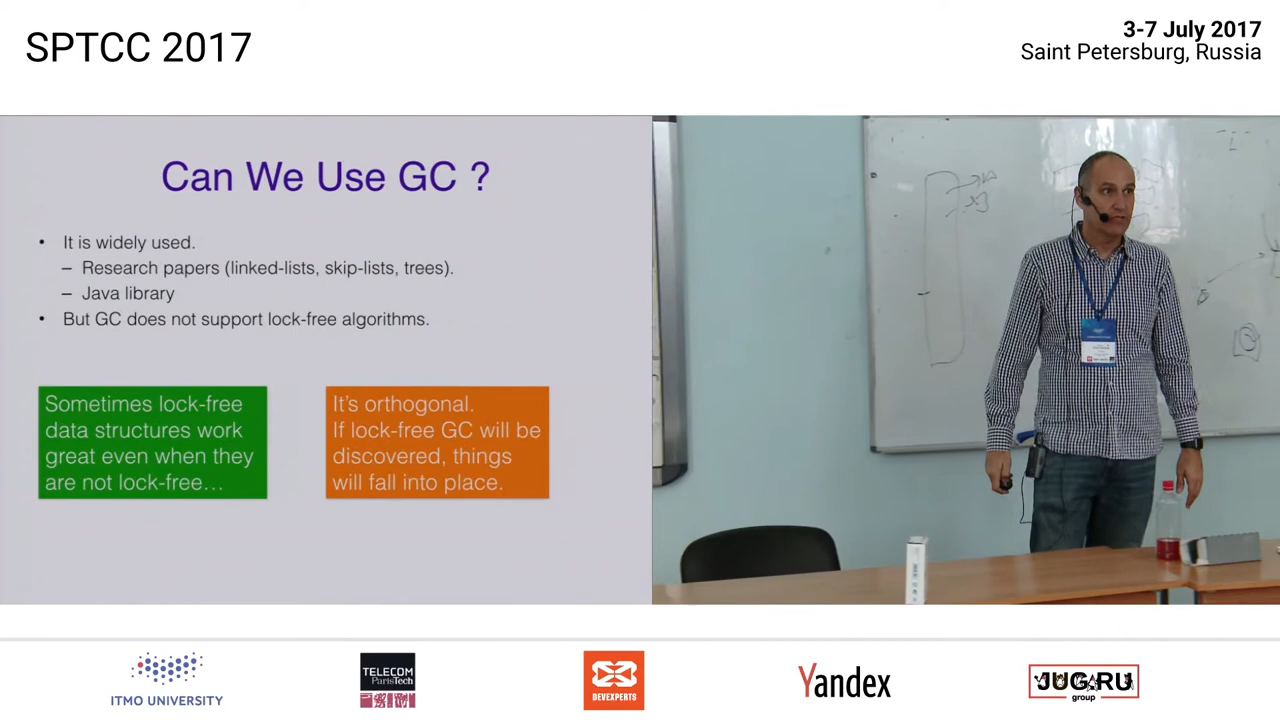 SPTCC 2017
3-7 July 2017
Saint Petersburg, Russia
Can We Use GC ?
• It is widely used.
– Research papers (linked-lists, skip-lists, trees).
– Java library
• But GC does not support lock-free algorithms.
Sometimes lock-free
data structures work
great even when they
are not lock-free…
It's orthogonal.
If lock-free GC will be
discovered, things
will fall into place.
ITMO UNIVERSITY
TELECOM
ParisTech
DEVEXPERTS
Yandex
JUG.RU
group